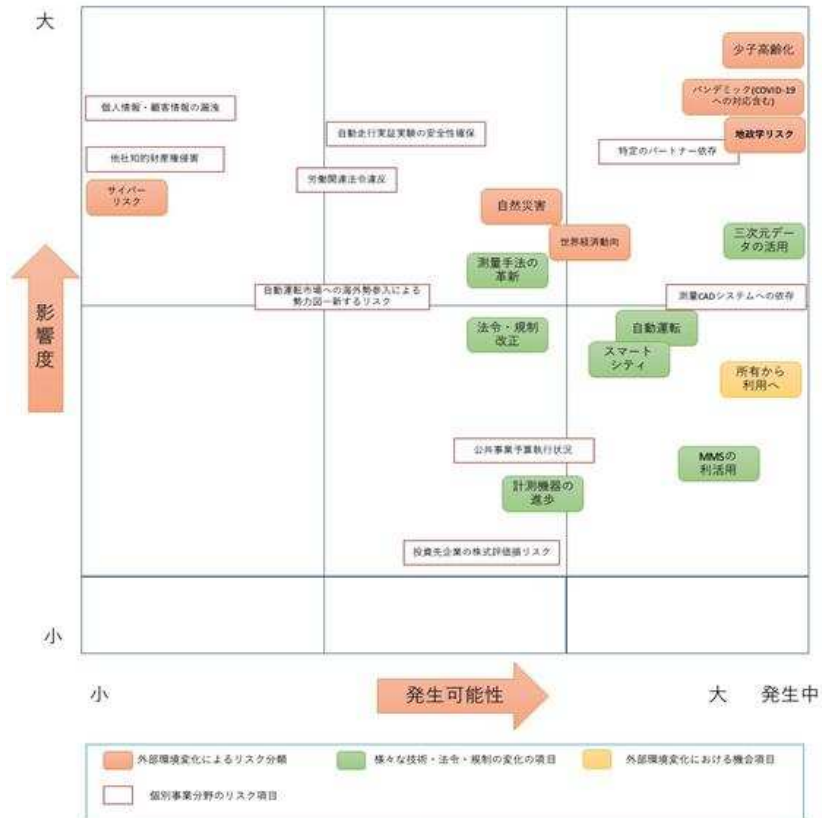 大
少子高齢化
パンデミック(COVID-19
への対応含む)
個人情報・顧客情報の漏洩
自動走行実証実験の安全性確保
地政学リスク
他社知的財産権侵害
特定のパートナー依存
労働関連法令違反
サイバー
リスク
自然災害
世界経済動向
三次元デー
タの活用
測量手法の
革新
影響度
自動運転市場への海外勢参入による
勢力図一新するリスク
測量CADシステムへの依存
法令・規制
改正
自動運転
スマート
シティ
所有から
利用へ
公共事業予算執行状況
MMSの
利活用
計測機器の
進歩
投資先企業の株式評価損リスク
小
小
発生可能性
大
発生中
外部環境変化によるリスク分類
様々な技術・法令・規制の変化の項目
外部環境変化における機会項目
個別事業分野のリスク項目